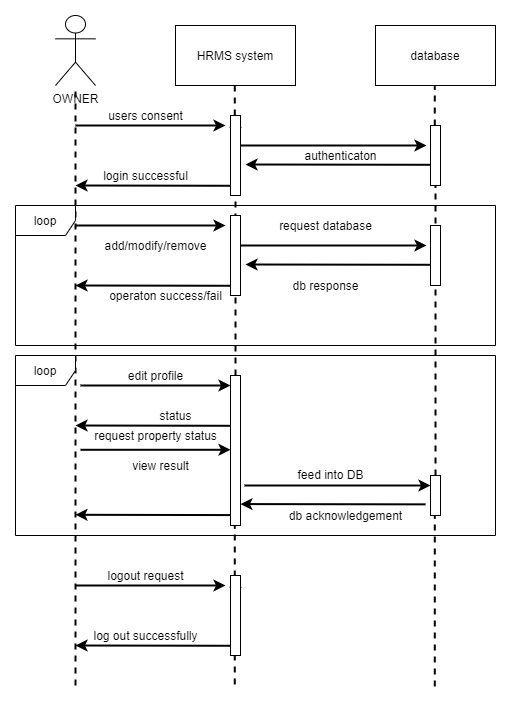 HRMS system
database
OWNER
users consent
authenticaton
login successful
loop
request database
add/modify/remove
db response
operaton success/fail
loop
edit profile
status
request property status
view result
feed into DB
db acknowledgement
logout request
log out successfully